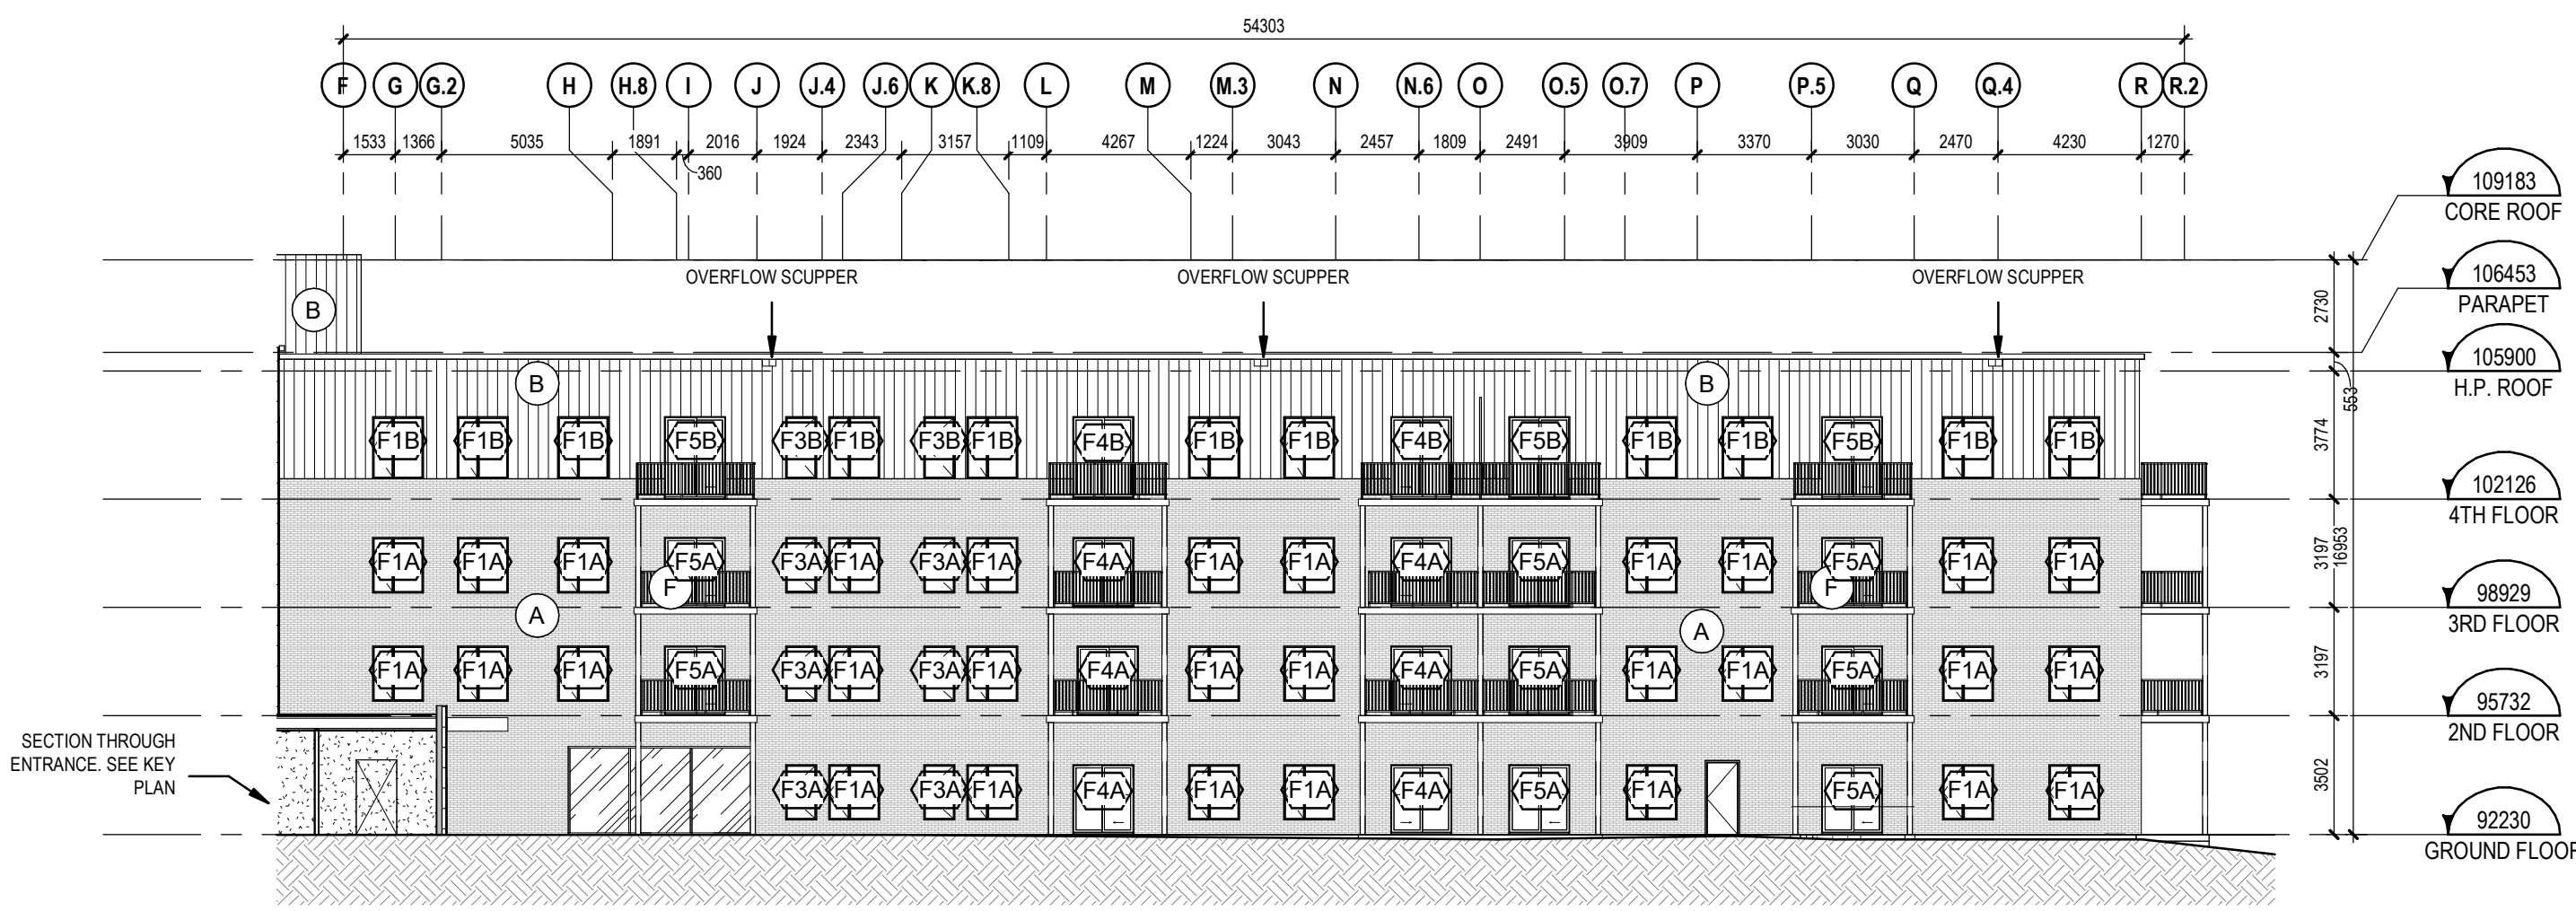 54303
F G G.2 H H.8 I J J.4 J.6 K K.8 L M M.3 N N.6 O O.5 O.7 P P.5 Q Q.4 R R.2
1533 1366 5035 1891 2016 1924 2343 3157 1109 4267 1224 3043 2457 1809 2491 3909 3370 3030 2470 4230 1270
360
109183
CORE ROOF
OVERFLOW SCUPPER OVERFLOW SCUPPER OVERFLOW SCUPPER
106453
PARAPET
B
2730
105900
H.P. ROOF
B B
553
F1B F1B F1B F5B F3B F1B F3B F1B F4B F1B F1B F4B F5B F1B F1B F5B F1B F1B
3774
102126
4TH FLOOR
F1A F1A F1A F5A F3A F1A F3A F1A F4A F1A F1A F4A F5A F1A F1A F5A F1A F1A
3197
16953
F F
98929
3RD FLOOR
A A
F1A F1A F1A F5A F3A F1A F3A F1A F4A F1A F1A F4A F5A F1A F1A F5A F1A F1A
3197
95732
2ND FLOOR
SECTION THROUGH
ENTRANCE. SEE KEY
PLAN
F3A F1A F3A F1A F4A F1A F1A F4A F5A F1A F5A F1A F1A
3502
92230
GROUND FLOOR